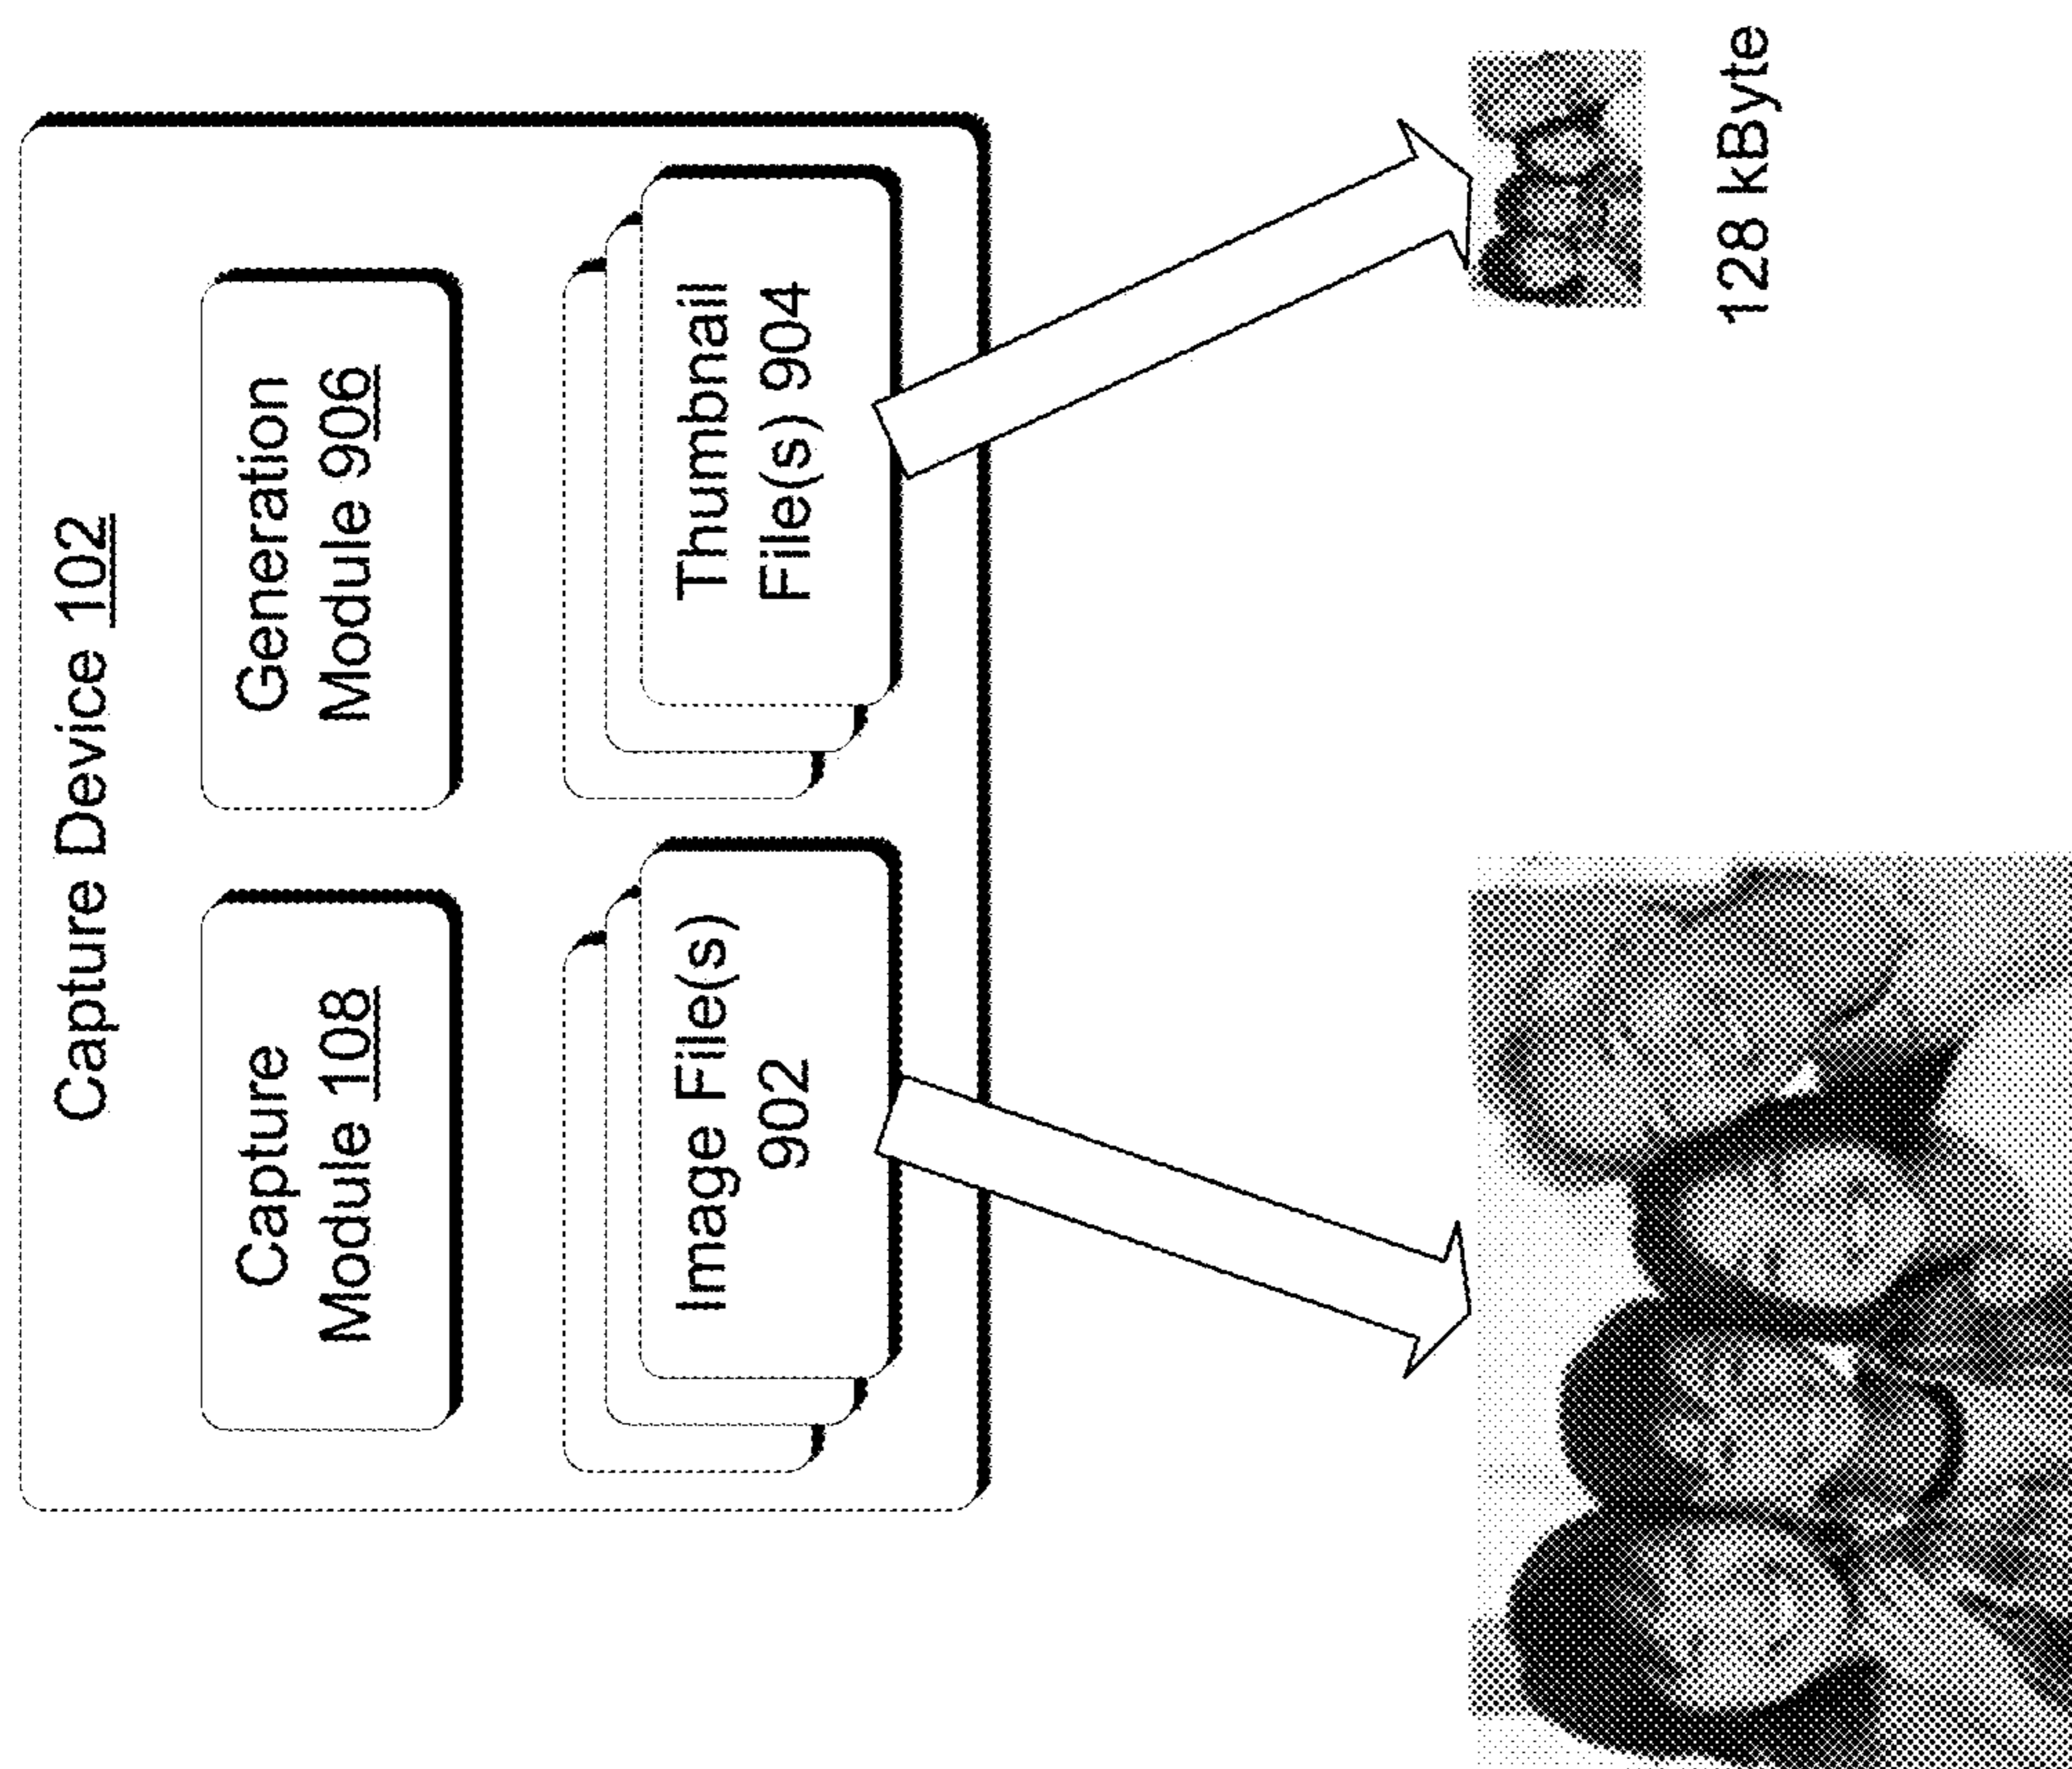 Capture Device 102
Capture
Module 108
Generation
Module 906
Image File(s)
902
Thumbnail
File(s) 904
128 kByte